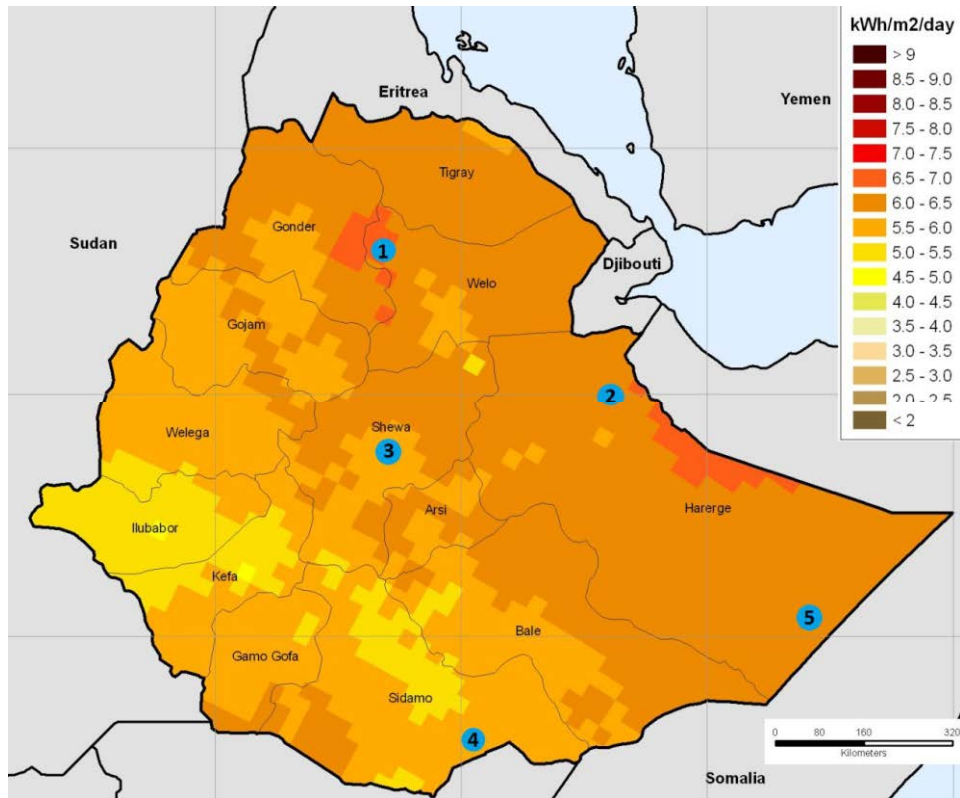 kWh/m2/day
> 9
8.5 - 9.0
8.0 - 8.5
7.5 - 8.0
7.0 - 7.5
6.5 - 7.0
6.0 - 6.5
5.5 - 6.0
5.0 - 5.5
4.5 - 5.0
4.0 - 4.5
3.5 - 4.0
3.0 - 3.5
2.5 - 3.0
2.0 - 2.5
< 2
Eritrea
Yemen
Tigray
Sudan
Gonder
1
Djibouti
Welo
Gojam
2
Welega
Shewa
3
Harerge
Arsi
Ilubabor
Kefa
5
Bale
Gamo Gofa
Sidamo
4
0 80 160 320
Kilometers
Somalia